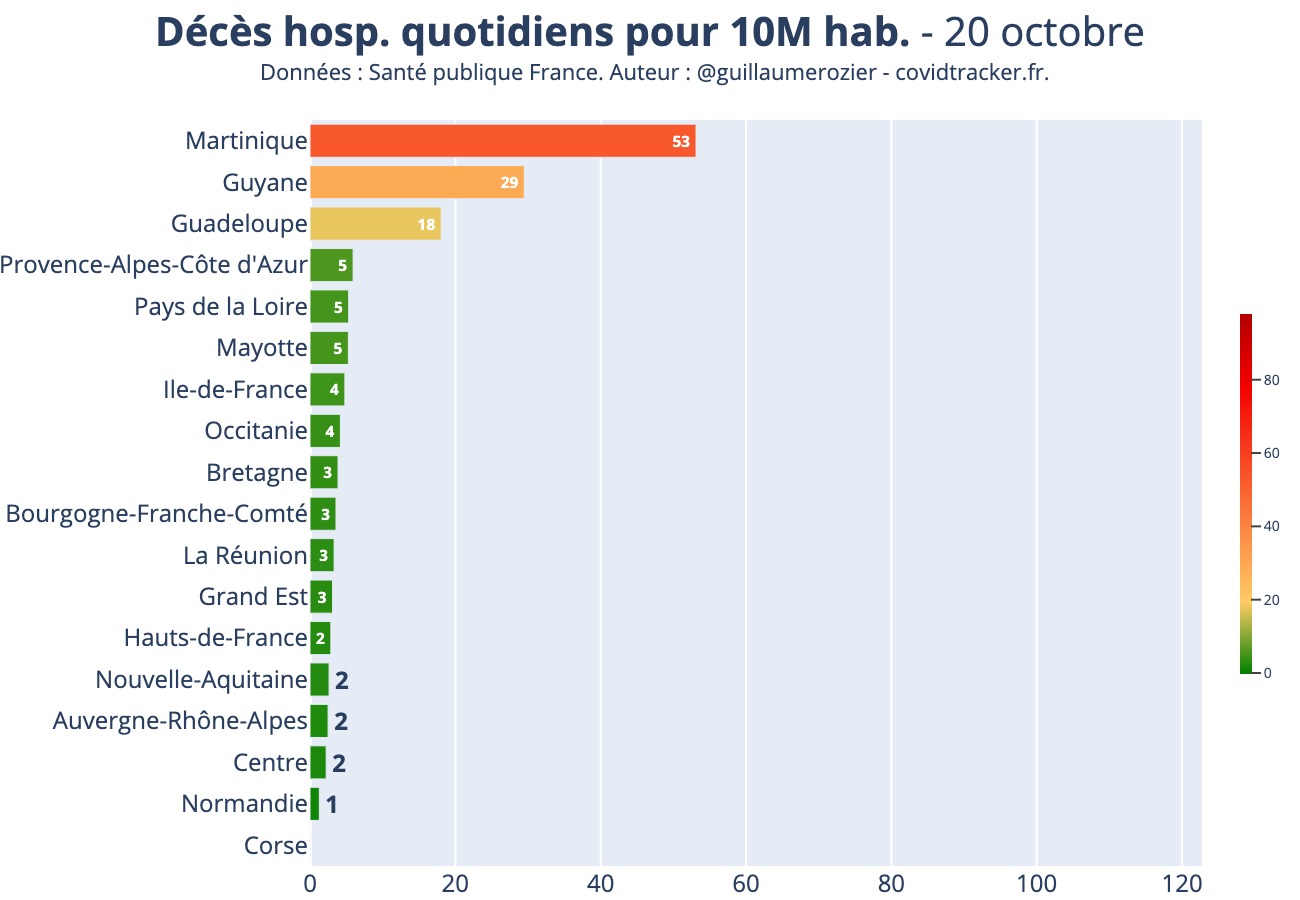 Décès hosp. quotidiens pour 10M hab. - 20 octobre
Données : Santé publique France. Auteur : @guillaumerozier - covidtracker.fr.
Martinique 53
Guyane 29
Guadeloupe 18
Provence-Alpes-Côte d'Azur 5
Pays de la Loire 5
Mayotte 5
Ile-de-France 4
Occitanie 4
Bretagne 3
Bourgogne-Franche-Comté 3
La Réunion 3
Grand Est 3
Hauts-de-France 2
Nouvelle-Aquitaine 2
Auvergne-Rhône-Alpes 2
Centre 2
Normandie 1
Corse
0 20 40 60 80 100 120
80
60
40
20
0